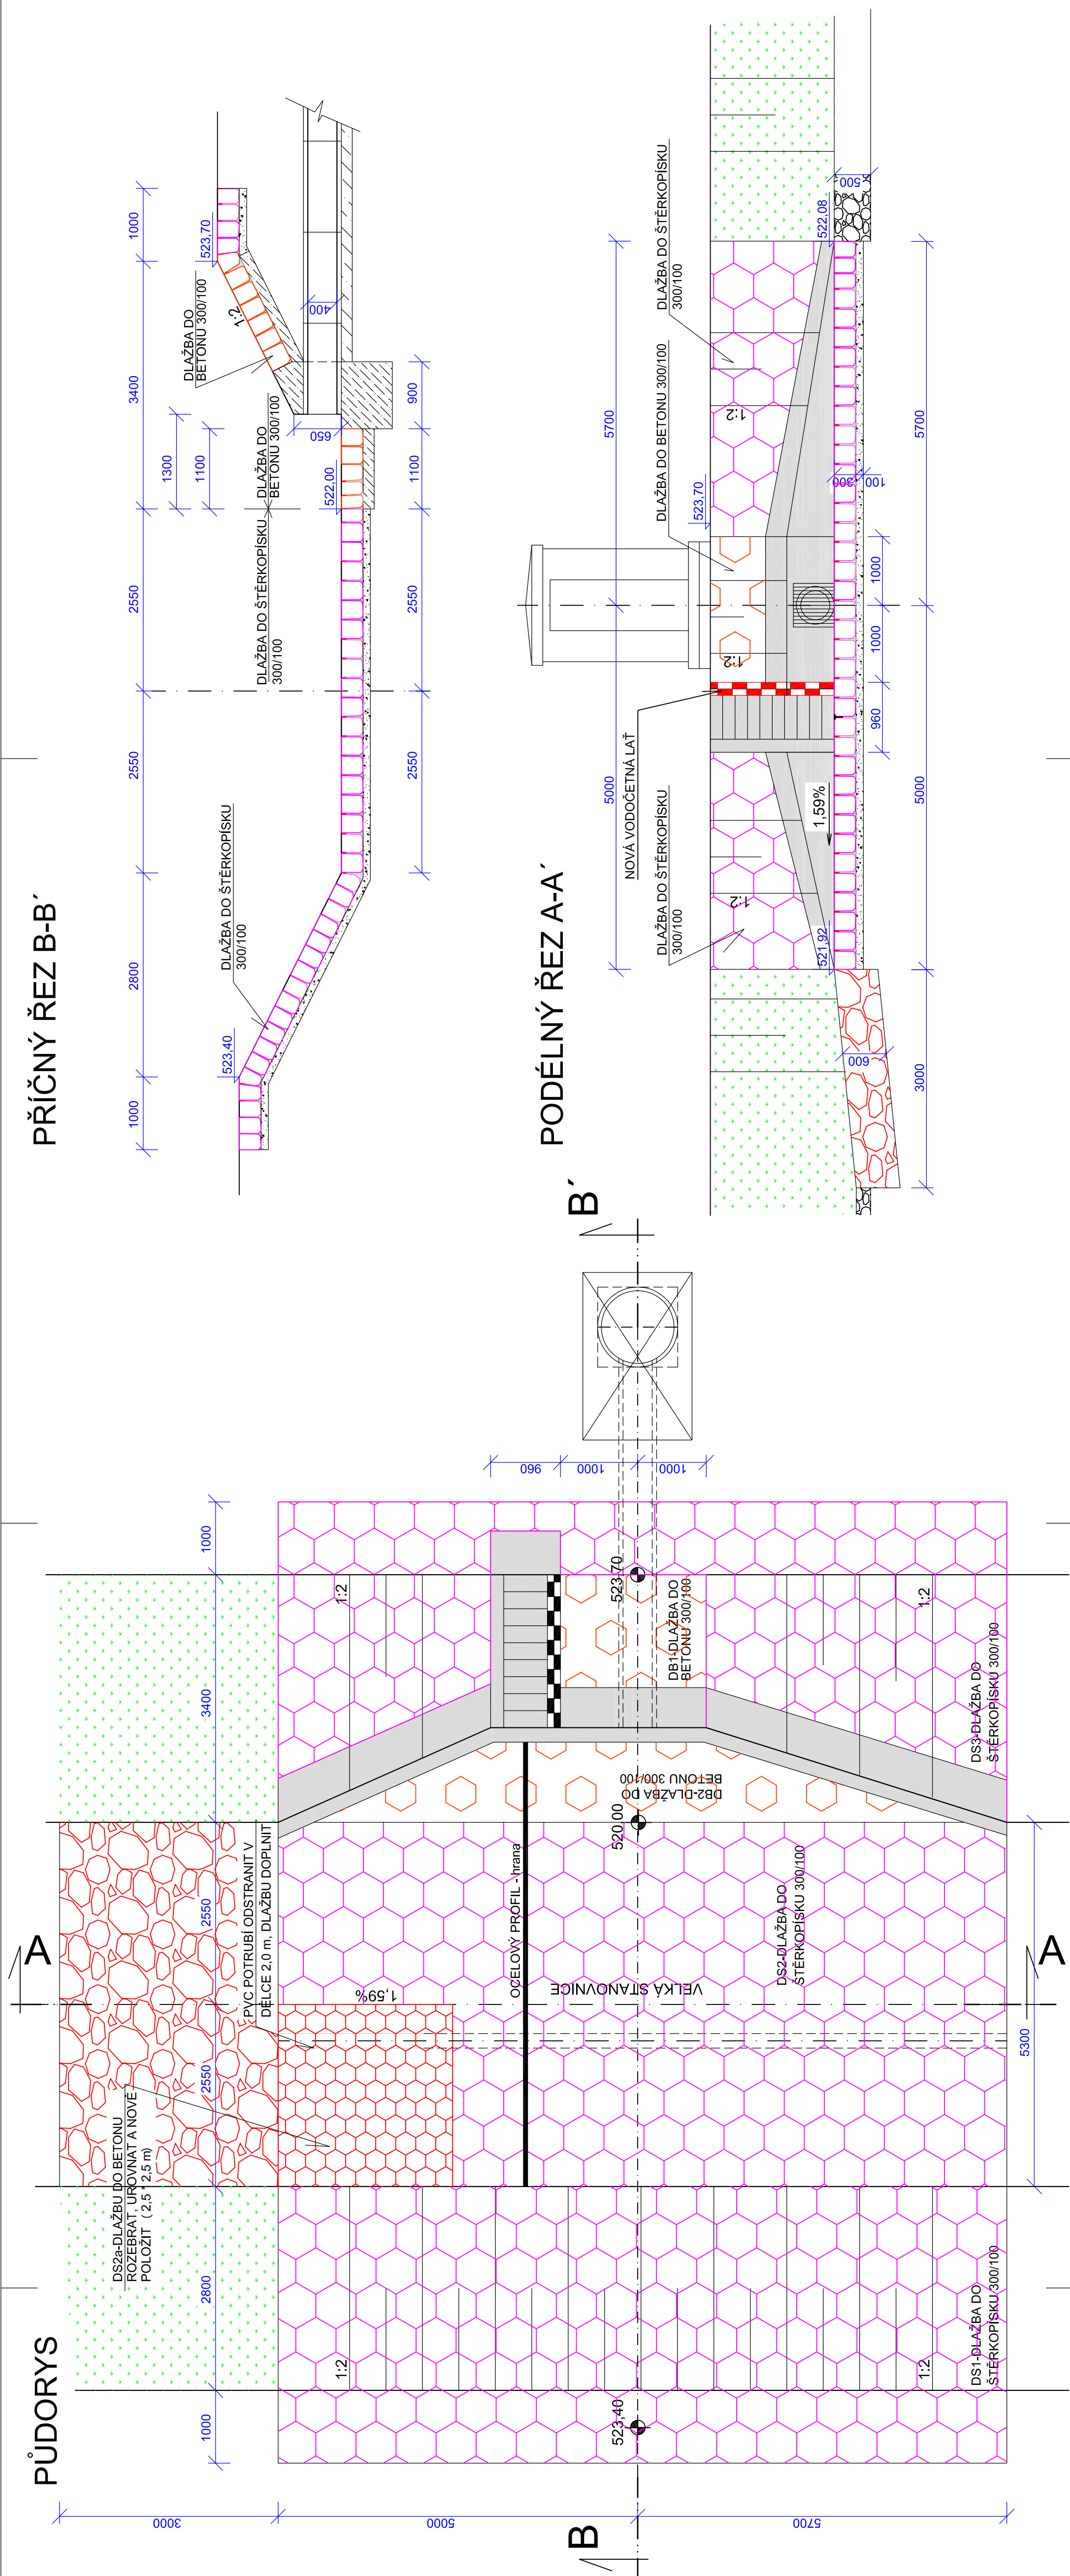 PŘÍČNÝ ŘEZ B-B´
1000
2800
2550
2550
3400
1000
1300
1100
523,40
DLAŽBA DO ŠTĚRKOPÍSKU
300/100
DLAŽBA DO ŠTĚRKOPÍSKU
300/100
DLAŽBA DO
BETONU 300/100
DLAŽBA DO
BETONU 300/100
1:2
523,70
522,00
650
400
2550
2550
1100
900
PODÉLNÝ ŘEZ A-A´
5000
5700
DLAŽBA DO ŠTĚRKOPÍSKU
300/100
NOVÁ VODOČETNÁ LAŤ
DLAŽBA DO BETONU 300/100
DLAŽBA DO ŠTĚRKOPÍSKU
300/100
523,70
1:2
1:2
1:2
521,92
1,59%
522,08
500
600
300
100
960
1000
1000
3000
5000
5700
PŮDORYS
1000
2800
2550
2550
3400
1000
3000
5000
5700
DS2a-DLAŽBU DO BETONU
ROZEBRAT, UROVNAT A NOVĚ
POLOŽIT (2,5 * 2,5 m)
PVC POTRUBÍ ODSTRANIT V
DÉLCE 2,0 m, DLAŽBU DOPLNIT
1,59%
1:2
1:2
1:2
1:2
OCELOVÝ PROFIL - hrana
VELKÁ STANOVNICE
523,40
520,00
523,70
DB2-DLAŽBA DO
BETONU 300/100
DB1-DLAŽBA DO
BETONU 300/100
DS2-DLAŽBA DO
ŠTĚRKOPÍSKU 300/100
DS1-DLAŽBA DO
ŠTĚRKOPÍSKU 300/100
DS3-DLAŽBA DO
ŠTĚRKOPÍSKU 300/100
960
1000
1000
5300
A
A
B
B´